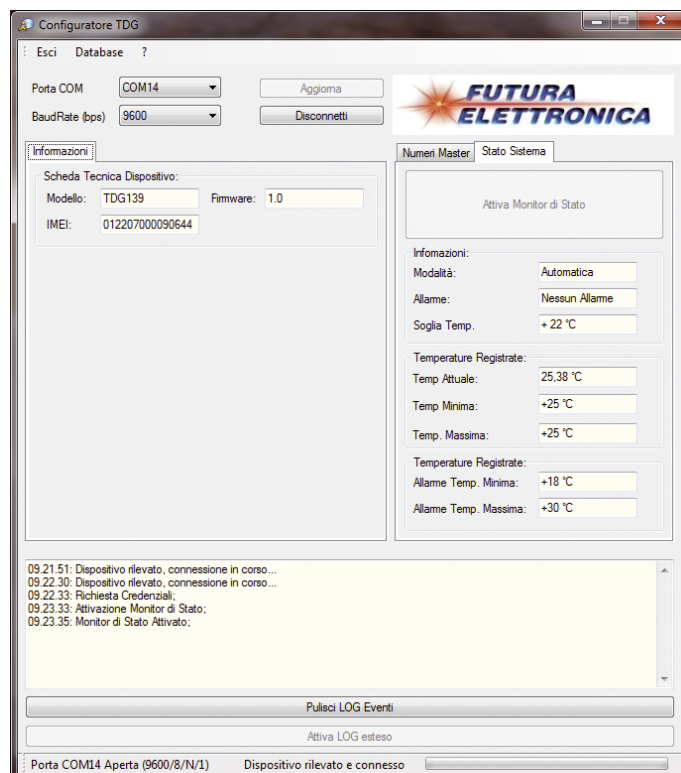 Configuratore TDG
Esci Database ?
Porta COM COM14 Aggiorna
BaudRate (bps) 9600 Disconnetti
FUTURA
ELETTRONICA
Informazioni
Scheda Tecnica Dispositivo:
Modello: TDG139 Firmware: 1.0
IMEI: 012207000090644
Numeri Master Stato Sistema
Attiva Monitor di Stato
Infomazioni:
Modalità: Automatica
Allarme: Nessun Allarme
Soglia Temp. + 22 °C
Temperature Registrate:
Temp Attuale: 25,38 °C
Temp Minima: +25 °C
Temp. Massima: +25 °C
Temperature Registrate:
Allarme Temp. Minima: +18 °C
Allarme Temp. Massima: +30 °C
09.21.51: Dispositivo rilevato, connessione in corso...
09.22.30: Dispositivo rilevato, connessione in corso...
09.22.33: Richiesta Credenziali;
09.23.33: Attivazione Monitor di Stato;
09.23.35: Monitor di Stato Attivato;
Pulisci LOG Eventi
Attiva LOG esteso
Porta COM14 Aperta (9600/8/N/1) Dispositivo rilevato e connesso